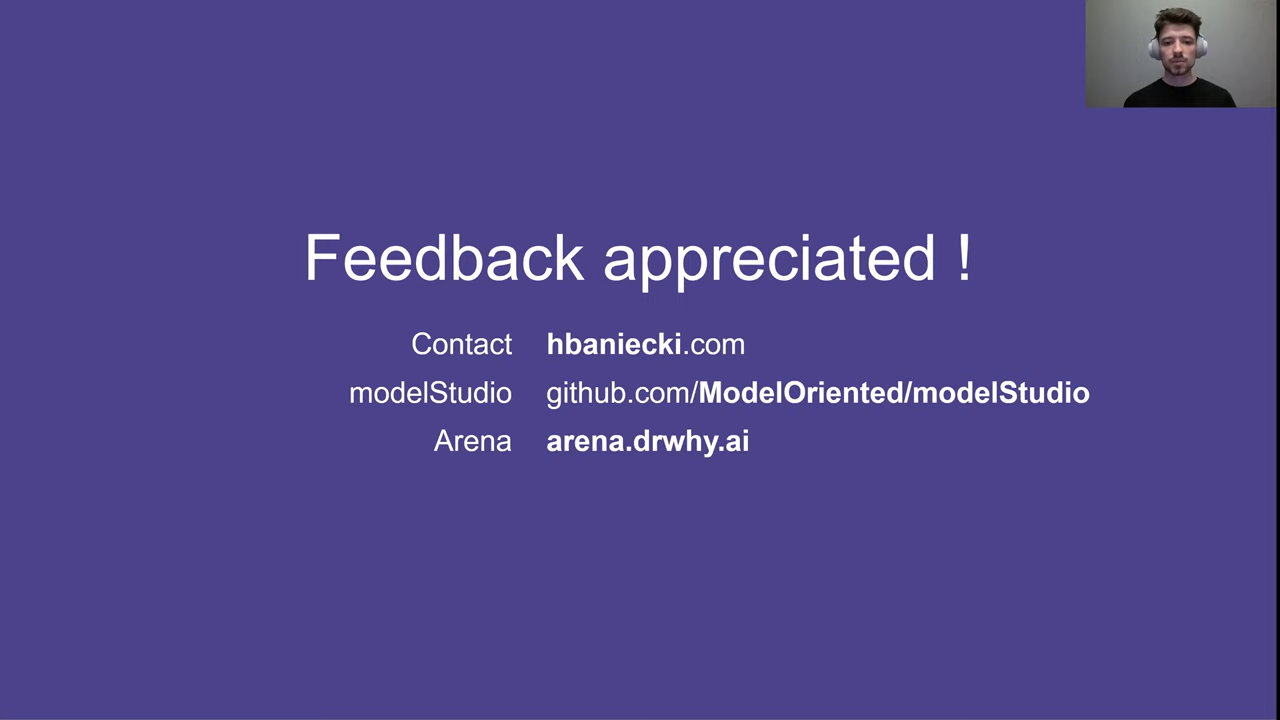 Feedback appreciated !
Contact hbaniecki.com
modelStudio github.com/ModelOriented/modelStudio
Arena arena.drwhy.ai